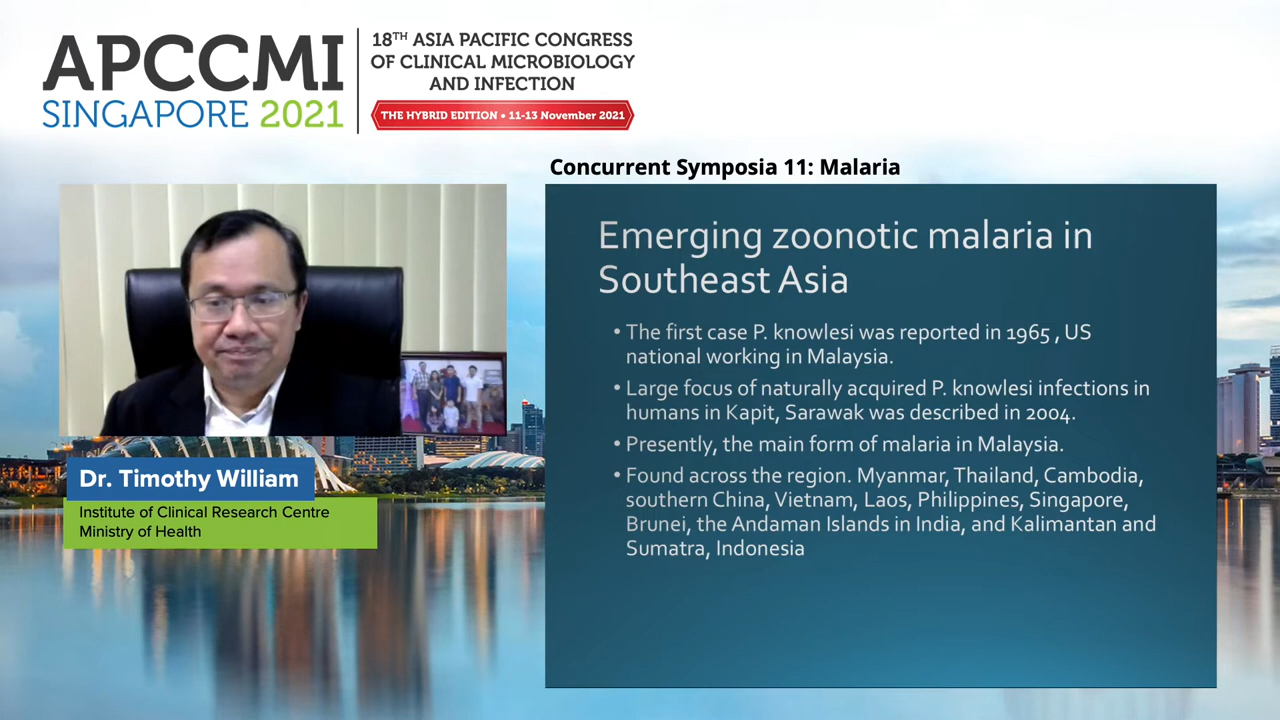 APCCMI
SINGAPORE 2021
18TH ASIA PACIFIC CONGRESS
OF CLINICAL MICROBIOLOGY
AND INFECTION
THE HYBRID EDITION • 11-13 November 2021
Concurrent Symposia 11: Malaria
Emerging zoonotic malaria in
Southeast Asia
• The first case P. knowlesi was reported in 1965 , US
national working in Malaysia.
• Large focus of naturally acquired P. knowlesi infections in
humans in Kapit, Sarawak was described in 2004.
• Presently, the main form of malaria in Malaysia.
• Found across the region. Myanmar, Thailand, Cambodia,
southern China, Vietnam, Laos, Philippines, Singapore,
Brunei, the Andaman Islands in India, and Kalimantan and
Sumatra, Indonesia
Dr. Timothy William
Institute of Clinical Research Centre
Ministry of Health